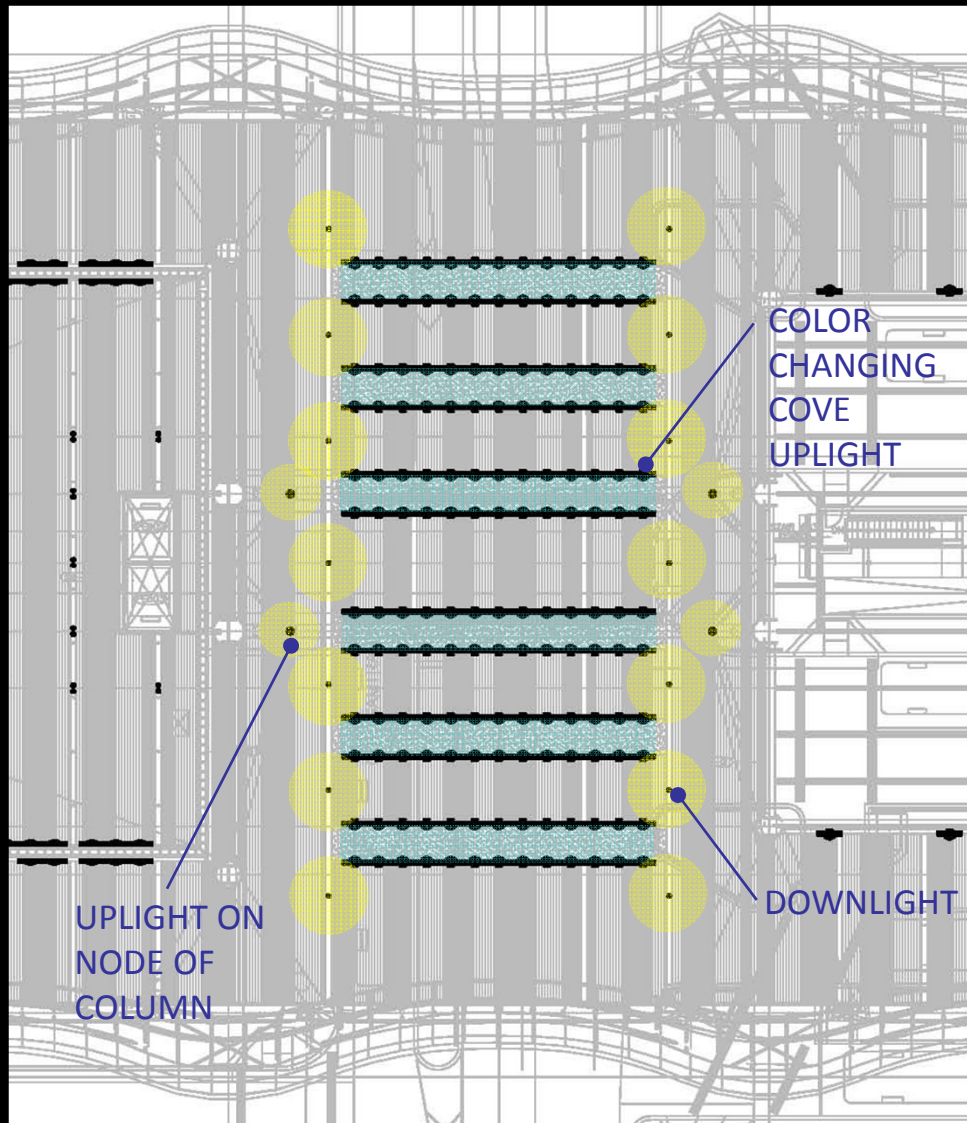 COLOR
CHANGING
COVE
UPLIGHT
UPLIGHT ON
NODE OF
COLUMN
DOWNLIGHT